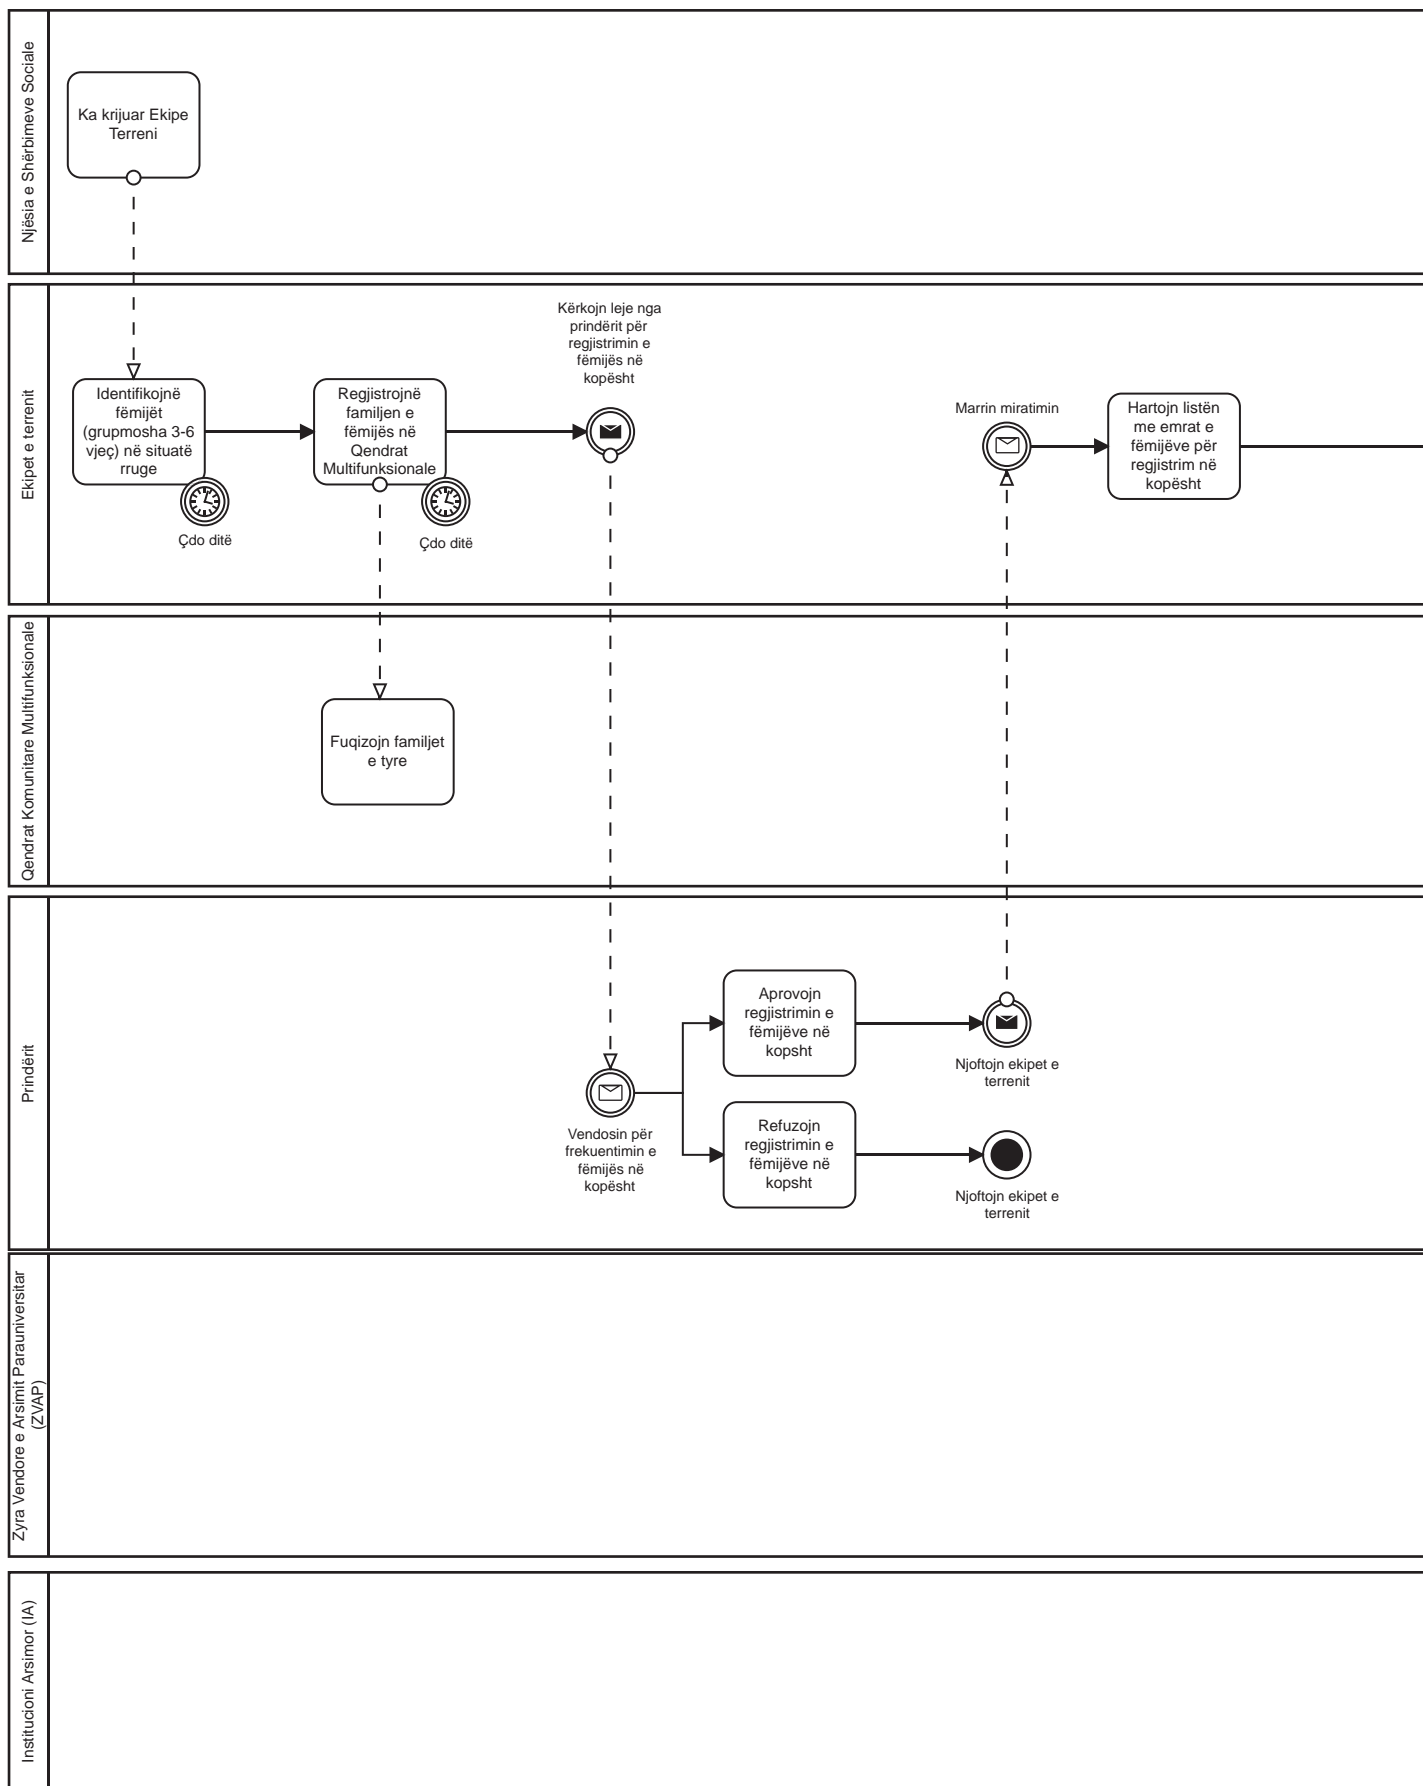 Njësia e Shërbimeve Sociale
Ka krijuar Ekipe
Terreni
Ekipet e terrenit
Identifikojnë
fëmijët
(grupmosha 3-6
vjeç) në situatë
rruge
Çdo ditë
Regjistrojnë
familjen e
fëmijës në
Qendrat
Multifunksionale
Çdo ditë
Kërkojn leje nga
prindërit për
regjistrimin e
fëmijës në
kopësht
Marrin miratimin
Hartojn listën
me emrat e
fëmijëve për
regjistrim në
kopësht
Qendrat Komunitare Multifunksionale
Fuqizojn familjet
e tyre
Prindërit
Vendosin për
frekuentimin e
fëmijës në
kopësht
Aprovojn
regjistrimin e
fëmijëve në
kopsht
Njoftojn ekipet e
terrenit
Refuzojn
regjistrimin e
fëmijëve në
kopsht
Njoftojn ekipet e
terrenit
Zyra Vendore e Arsimit Parauniversitar
(ZVAP)
Institucioni Arsimor (IA)